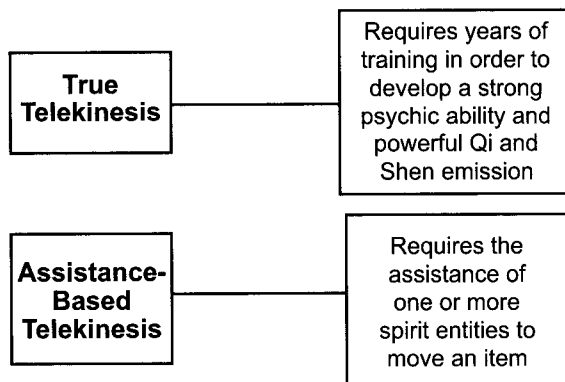 True
Telekinesis
Requires years of
training in order to
develop a strong
psychic ability and
powerful Qi and
Shen emission
Assistance-
Based
Telekinesis
Requires the
assistance of
one or more
spirit entities to
move an item